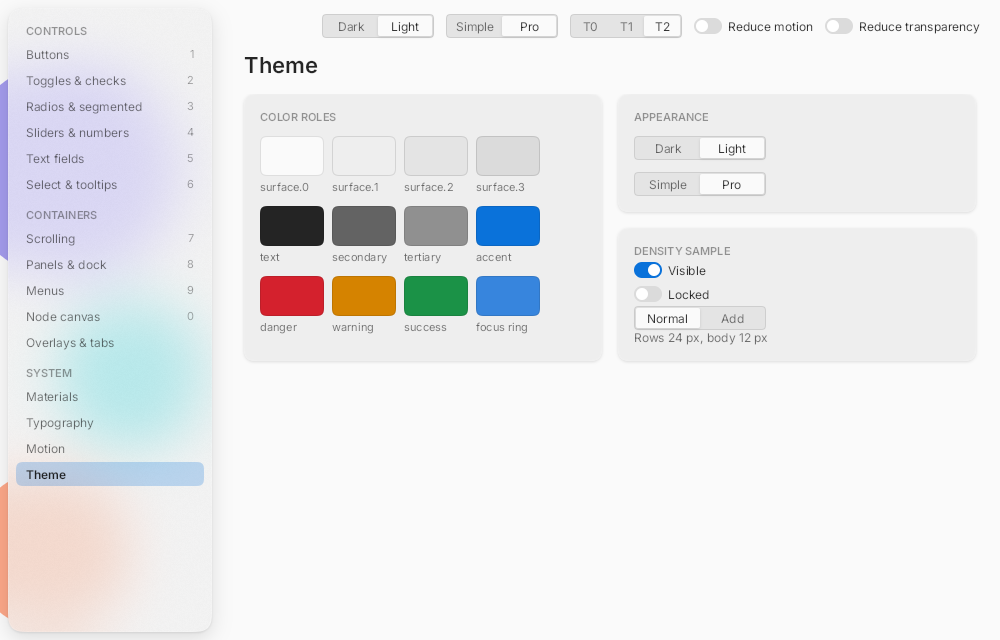 CONTROLS
Buttons 1
Toggles & checks 2
Radios & segmented 3
Sliders & numbers 4
Text fields 5
Select & tooltips 6
CONTAINERS
Scrolling 7
Panels & dock 8
Menus 9
Node canvas 0
Overlays & tabs
SYSTEM
Materials
Typography
Motion
Theme
Dark Light Simple Pro T0 T1 T2 Reduce motion Reduce transparency
Theme
COLOR ROLES
surface.0 surface.1 surface.2 surface.3
text secondary tertiary accent
danger warning success focus ring
APPEARANCE
Dark Light
Simple Pro
DENSITY SAMPLE
Visible
Locked
Normal Add
Rows 24 px, body 12 px